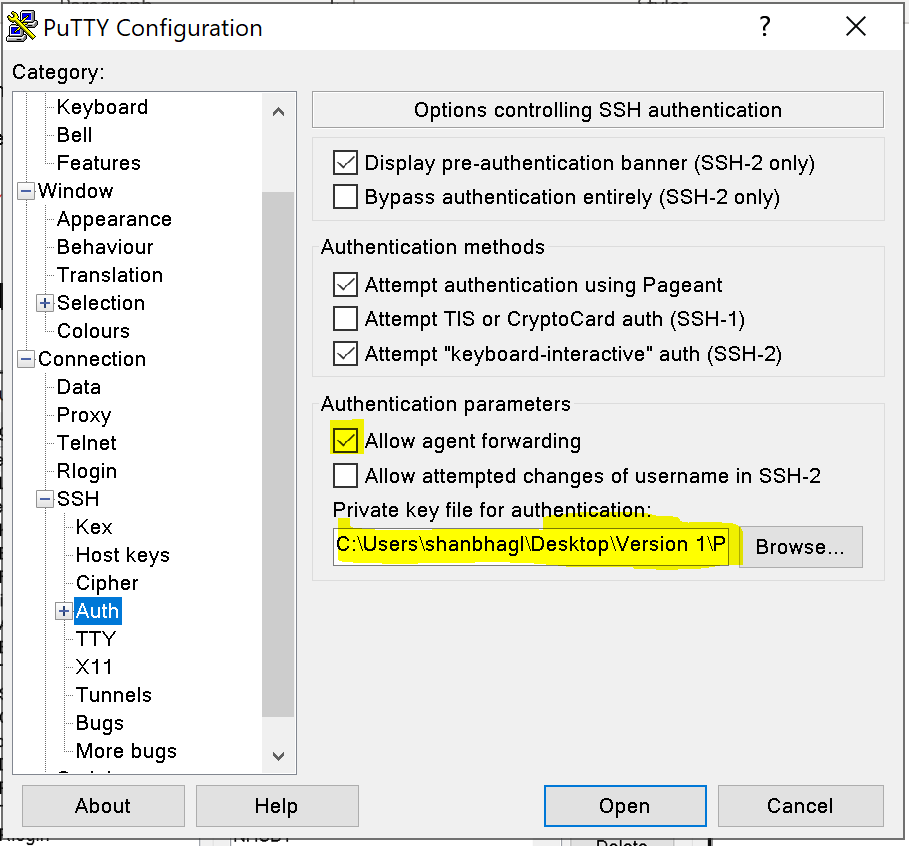 PuTTY Configuration
Category:
Keyboard
Bell
Features
Window
Appearance
Behaviour
Translation
Selection
Colours
Connection
Data
Proxy
Telnet
Rlogin
SSH
Kex
Host keys
Cipher
Auth
TTY
X11
Tunnels
Bugs
More bugs
Options controlling SSH authentication
Display pre-authentication banner (SSH-2 only)
Bypass authentication entirely (SSH-2 only)
Authentication methods
Attempt authentication using Pageant
Attempt TIS or CryptoCard auth (SSH-1)
Attempt "keyboard-interactive" auth (SSH-2)
Authentication parameters
Allow agent forwarding
Allow attempted changes of username in SSH-2
Private key file for authentication:
C:\Users\shanbhagl\Desktop\Version 1\P
Browse...
About
Help
Open
Cancel